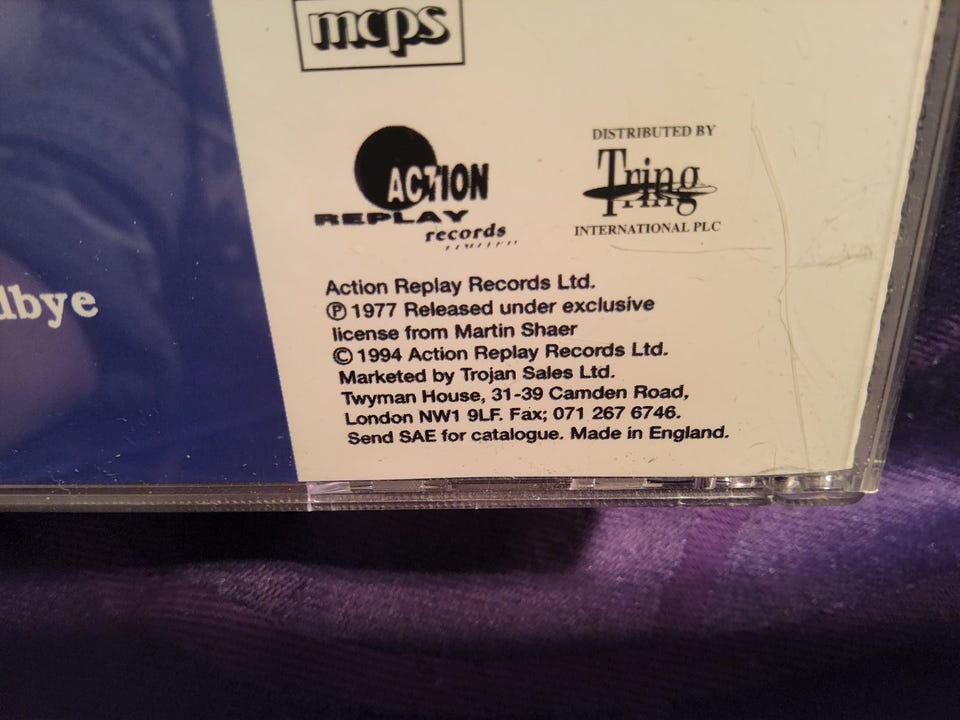 mcps
ACTION
REPLAY
records
LIMITED
DISTRIBUTED BY
Tring
INTERNATIONAL PLC
dbye
Action Replay Records Ltd.
Ⓟ 1977 Released under exclusive
license from Martin Shaer
© 1994 Action Replay Records Ltd.
Marketed by Trojan Sales Ltd.
Twyman House, 31-39 Camden Road,
London NW1 9LF. Fax; 071 267 6746.
Send SAE for catalogue. Made in England.